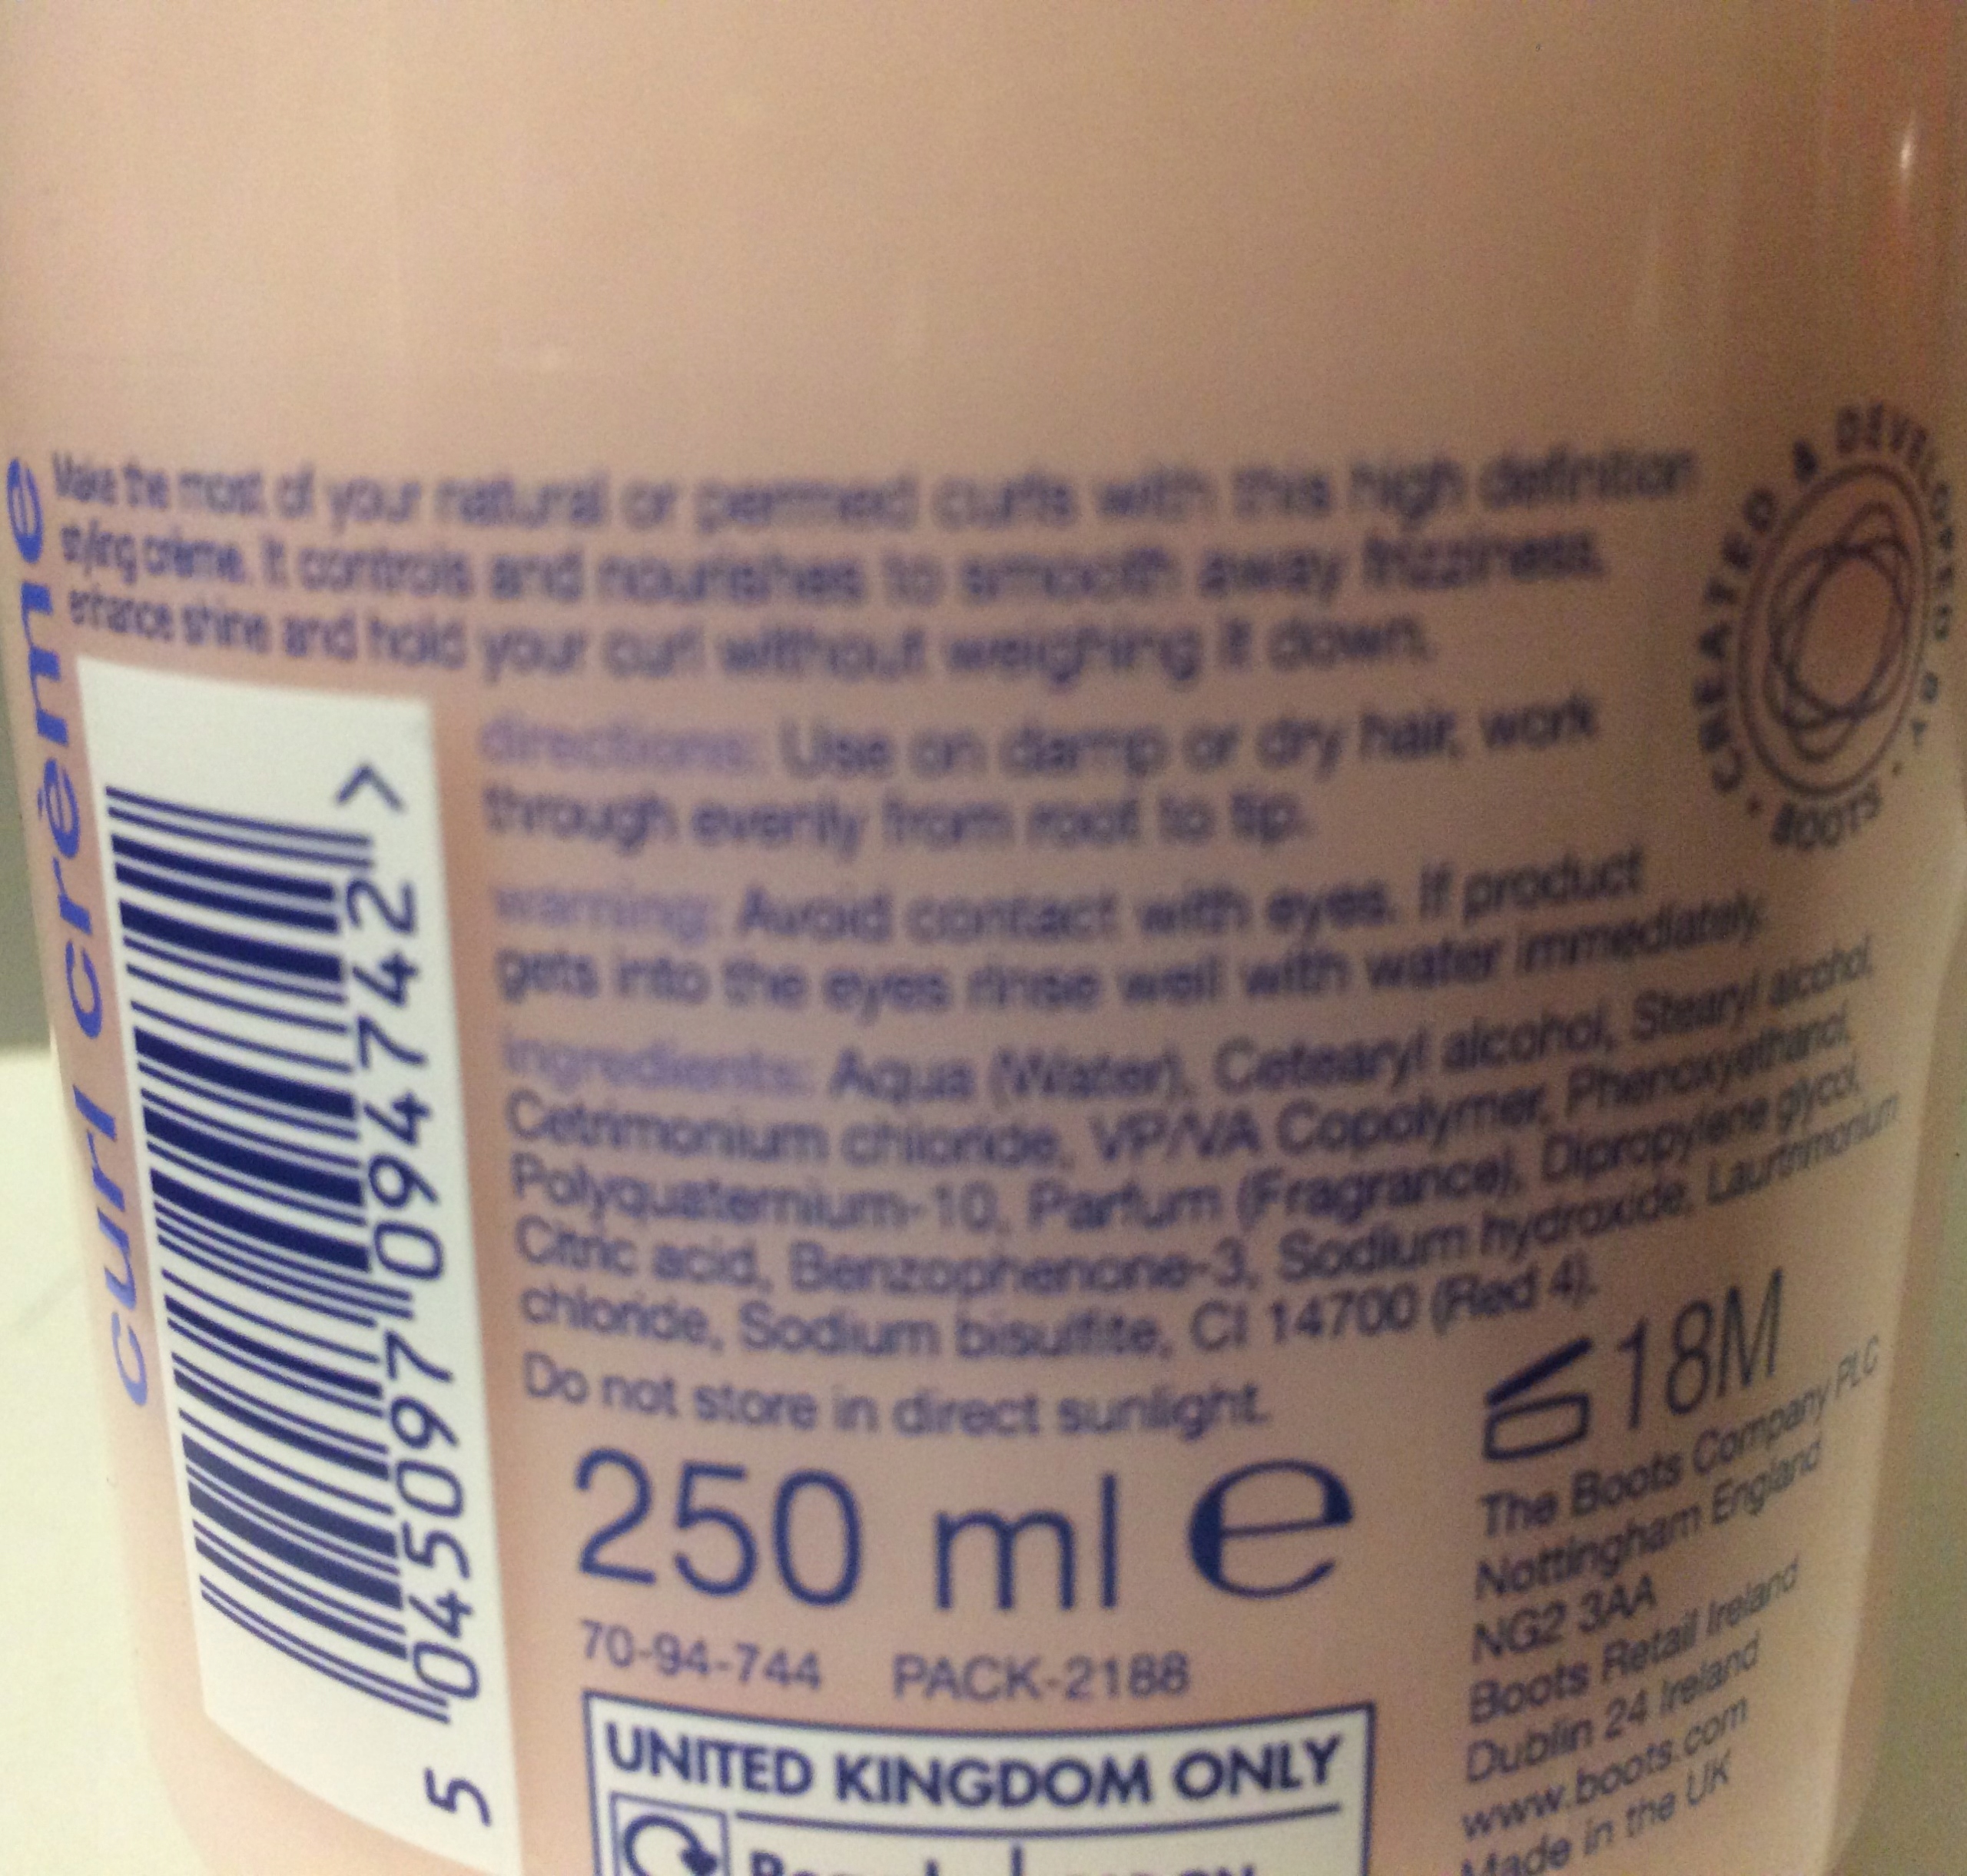 curl crème
Make the most of your natural or permed curls with this high definition
styling crème. It controls and nourishes to smooth away frizziness,
enhance shine and hold your curl without weighing it down.
directions: Use on damp or dry hair, work
through evenly from root to tip.
warning: Avoid contact with eyes. If product
gets into the eyes rinse well with water immediately.
ingredients: Aqua (Water), Cetearyl alcohol, Stearyl alcohol,
Cetrimonium chloride, VP/VA Copolymer, Phenoxyethanol,
Polyquaternium-10, Parfum (Fragrance), Dipropylene glycol,
Citric acid, Benzophenone-3, Sodium hydroxide, Laurtrimonium
chloride, Sodium bisulfite, CI 14700 (Red 4).
Do not store in direct sunlight.
250 ml e
70-94-744 PACK-2188
UNITED KINGDOM ONLY
18M
The Boots Company PLC
Nottingham England
NG2 3AA
Boots Retail Ireland
Dublin 24 Ireland
www.boots.com
Made in the UK
CREATED & DEVELOPED BY · BOOTS ·
5 045097 094742 >